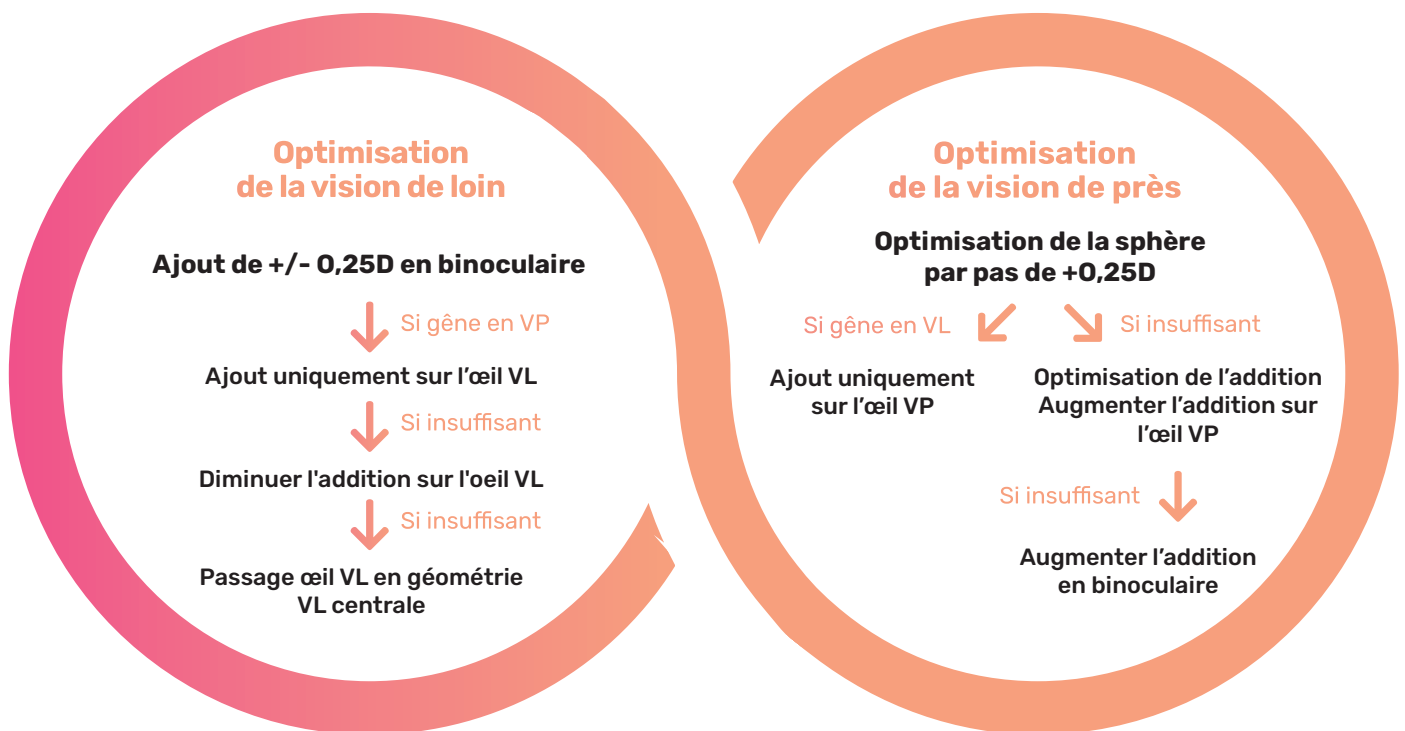 Optimisation
de la vision de loin
Ajout de +/- 0,25D en binoculaire
Si gêne en VP
Ajout uniquement sur l’œil VL
Si insuffisant
Diminuer l'addition sur l'oeil VL
Si insuffisant
Passage œil VL en géométrie
VL centrale
Optimisation
de la vision de près
Optimisation de la sphère
par pas de +0,25D
Si gêne en VL
Ajout uniquement
sur l’œil VP
Si insuffisant
Optimisation de l’addition
Augmenter l’addition sur
l’œil VP
Si insuffisant
Augmenter l’addition
en binoculaire